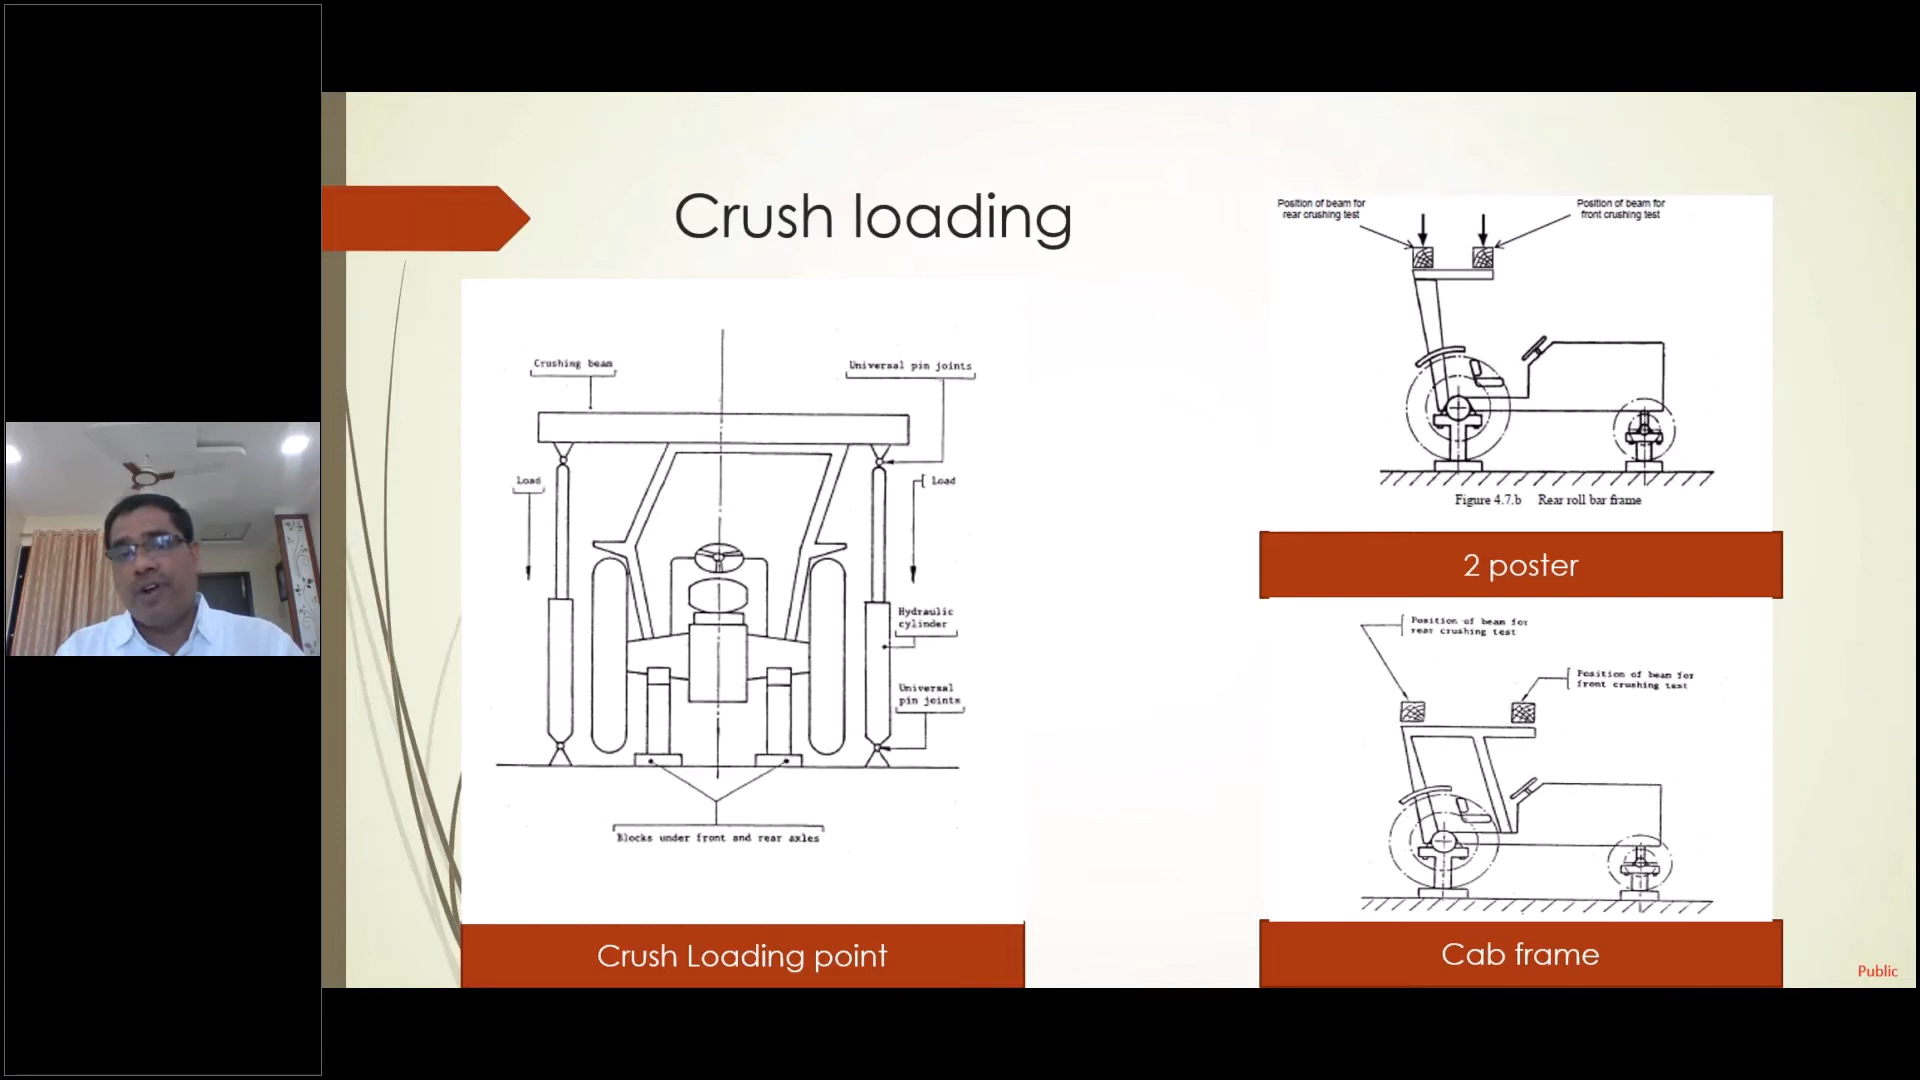 Crush loading
Crushing beam
Universal pin joints
Load
Load
Hydraulic
cylinder
Universal
pin joints
Blocks under front and rear axles
Crush Loading point
Position of beam for
rear crushing test
Position of beam for
front crushing test
Figure 4.7.b Rear roll bar frame
2 poster
Position of beam for
rear crushing test
Position of beam for
front crushing test
Cab frame
Public